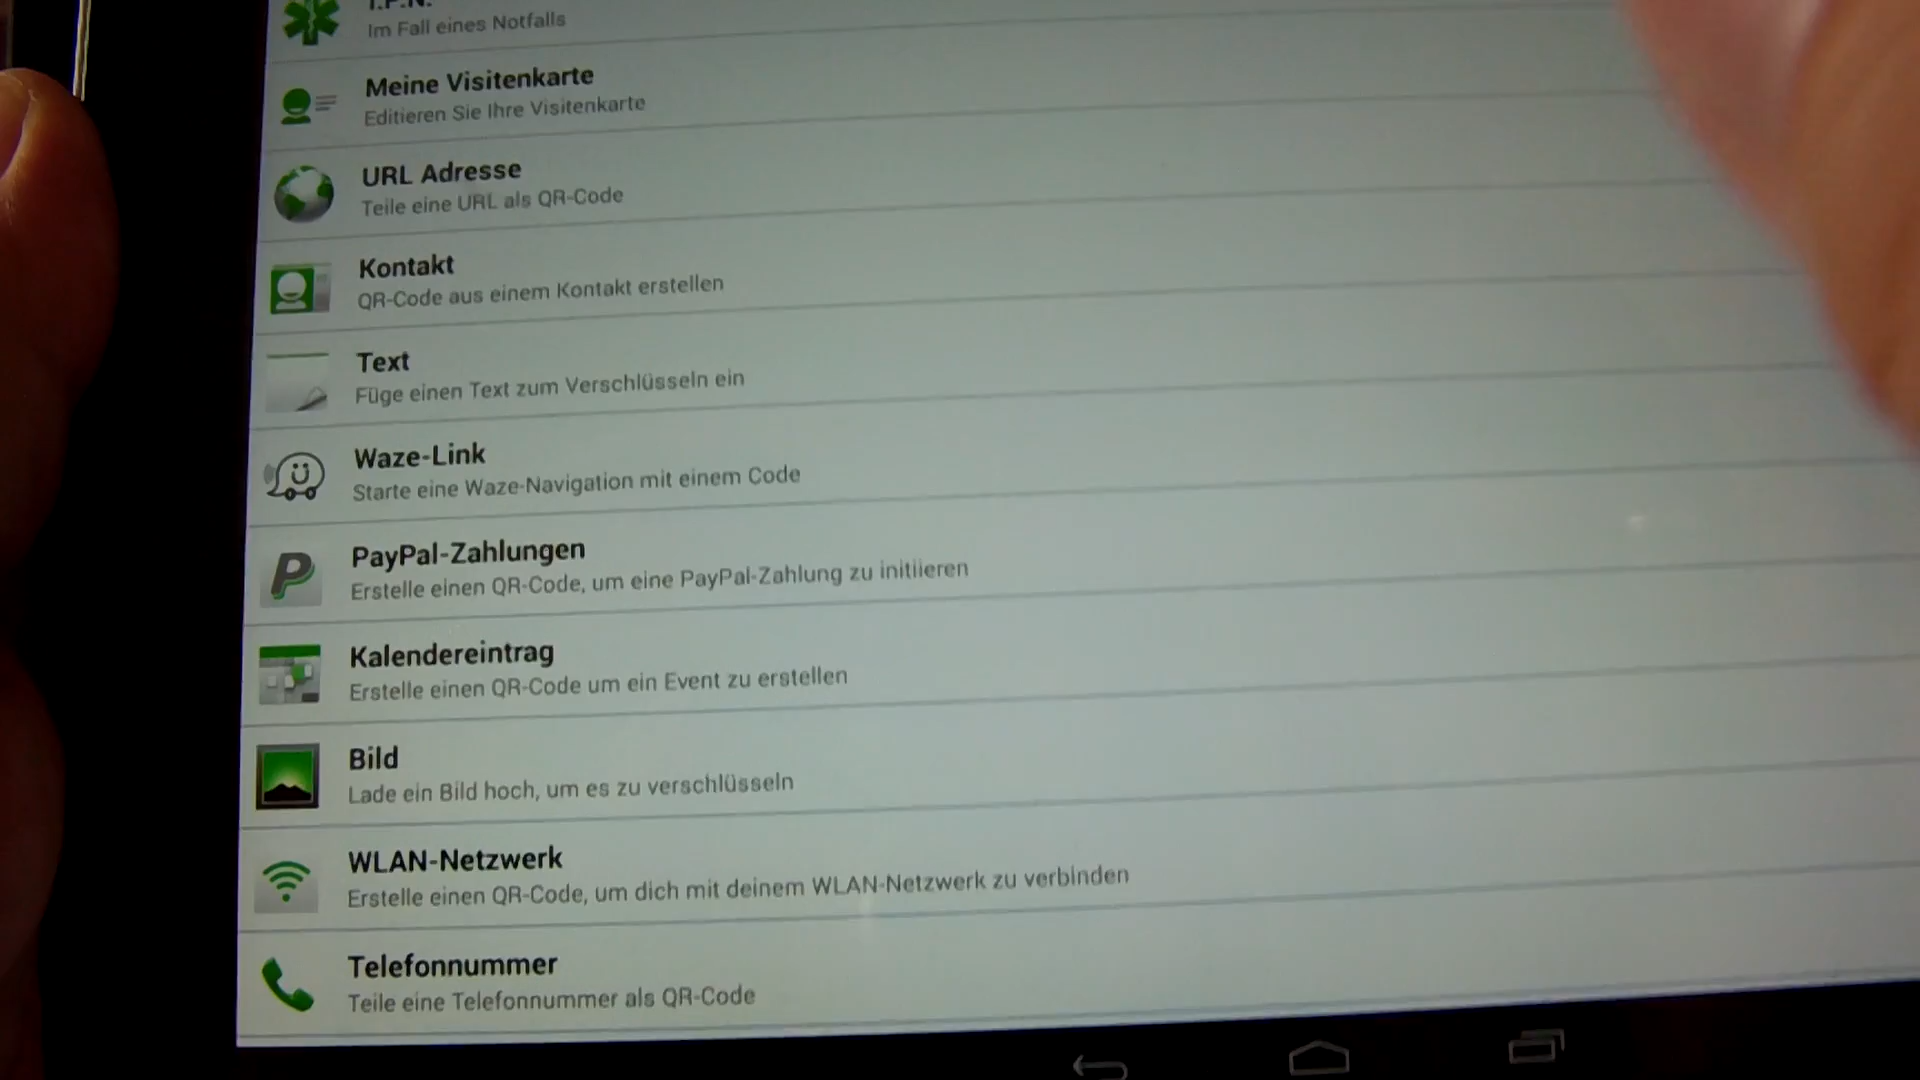 Im Fall eines Notfalls
Meine Visitenkarte
Editieren Sie Ihre Visitenkarte
URL Adresse
Teile eine URL als QR-Code
Kontakt
QR-Code aus einem Kontakt erstellen
Text
Füge einen Text zum Verschlüsseln ein
Waze-Link
Starte eine Waze-Navigation mit einem Code
PayPal-Zahlungen
Erstelle einen QR-Code, um eine PayPal-Zahlung zu initiieren
Kalendereintrag
Erstelle einen QR-Code um ein Event zu erstellen
Bild
Lade ein Bild hoch, um es zu verschlüsseln
WLAN-Netzwerk
Erstelle einen QR-Code, um dich mit deinem WLAN-Netzwerk zu verbinden
Telefonnummer
Teile eine Telefonnummer als QR-Code